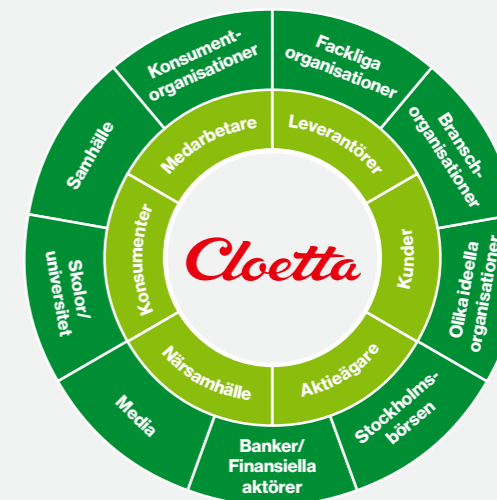 Konsument-
organisationer
Fackliga
organisationer
Bransch-
organisationer
Olika ideella
organisationer
Stockholms-
börsen
Banker/
Finansiella
aktörer
Media
Skolor/
universitet
Samhälle
Medarbetare
Leverantörer
Kunder
Aktieägare
Närsamhälle
Konsumenter
Cloetta